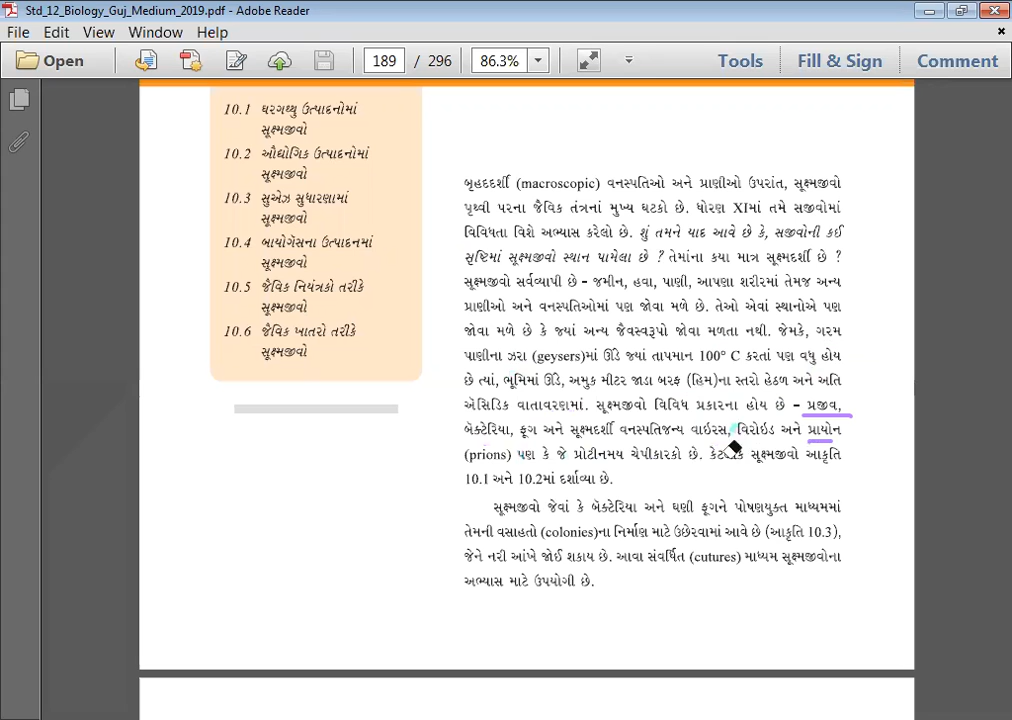 Std_12_Biology_Guj_Medium_2019.pdf - Adobe Reader
File Edit View Window Help
Open 189 / 296 86.3% Tools Fill & Sign Comment
10.1 ઘરગથ્થુ ઉત્પાદનોમાં
સૂક્ષ્મજીવો
10.2 ઔદ્યોગિક ઉત્પાદનોમાં
સૂક્ષ્મજીવો
10.3 સુએઝ સુધારણામાં
સૂક્ષ્મજીવો
10.4 બાયોગૅસના ઉત્પાદનમાં
સૂક્ષ્મજીવો
10.5 જૈવિક નિયંત્રકો તરીકે
સૂક્ષ્મજીવો
10.6 જૈવિક ખાતરો તરીકે
સૂક્ષ્મજીવો
બૃહદદર્શી (macroscopic) વનસ્પતિઓ અને પ્રાણીઓ ઉપરાંત, સૂક્ષ્મજીવો
પૃથ્વી પરના જૈવિક તંત્રનાં મુખ્ય ઘટકો છે. ધોરણ XIમાં તમે સજીવોમાં
વિવિધતા વિશે અભ્યાસ કરેલો છે. શું તમને યાદ આવે છે કે, સજીવોની કઈ
સૃષ્ટિમાં સૂક્ષ્મજીવો સ્થાન પામેલા છે ? તેમાંના કયા માત્ર સૂક્ષ્મદર્શી છે ?
સૂક્ષ્મજીવો સર્વવ્યાપી છે - જમીન, હવા, પાણી, આપણા શરીરમાં તેમજ અન્ય
પ્રાણીઓ અને વનસ્પતિઓમાં પણ જોવા મળે છે. તેઓ એવાં સ્થાનોએ પણ
જોવા મળે છે કે જ્યાં અન્ય જૈવસ્વરૂપો જોવા મળતા નથી. જેમકે, ગરમ
પાણીના ઝરા (geysers)માં ઊંડે જ્યાં તાપમાન 100° C કરતાં પણ વધુ હોય
છે ત્યાં, ભૂમિમાં ઊંડે, અમુક મીટર જાડા બરફ (હિમ)ના સ્તરો હેઠળ અને અતિ
ઍસિડિક વાતાવરણમાં. સૂક્ષ્મજીવો વિવિધ પ્રકારના હોય છે – પ્રજીવ,
બૅક્ટેરિયા, ફૂગ અને સૂક્ષ્મદર્શી વનસ્પતિજન્ય વાઇરસ, વિરોઇડ અને પ્રાયોન
(prions) પણ કે જે પ્રોટીનમય ચેપીકારકો છે. સૂક્ષ્મજીવો આકૃતિ
10.1 અને 10.2માં દર્શાવ્યા છે.
સૂક્ષ્મજીવો જેવાં કે બૅક્ટેરિયા અને ઘણી ફૂગને પોષણયુક્ત માધ્યમમાં
તેમની વસાહતો (colonies)ના નિર્માણ માટે ઉછેરવામાં આવે છે (આકૃતિ 10.3),
જેને નરી આંખે જોઈ શકાય છે. આવા સંવર્ધિત (cutures) માધ્યમ સૂક્ષ્મજીવોના
અભ્યાસ માટે ઉપયોગી છે.